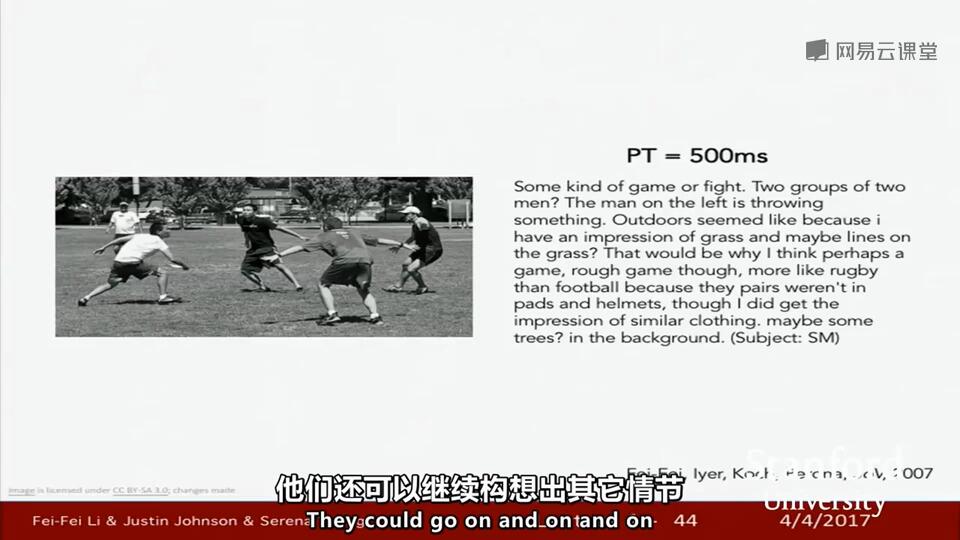 网易云课堂
PT = 500ms
Some kind of game or fight. Two groups of two
men? The man on the left is throwing
something. Outdoors seemed like because i
have an impression of grass and maybe lines on
the grass? That would be why I think perhaps a
game, rough game though, more like rugby
than football because they pairs weren't in
pads and helmets, though I did get the
impression of similar clothing. maybe some
trees? in the background. (Subject: SM)
Fei-Fei, Iyer, Koch, Perona, JoV, 2007
Stanford
University
Image is licensed under CC BY-SA 3.0; changes made
他们还可以继续构想出其它情节
They could go on and on and on
Fei-Fei Li & Justin Johnson & Serena
44
4/4/2017